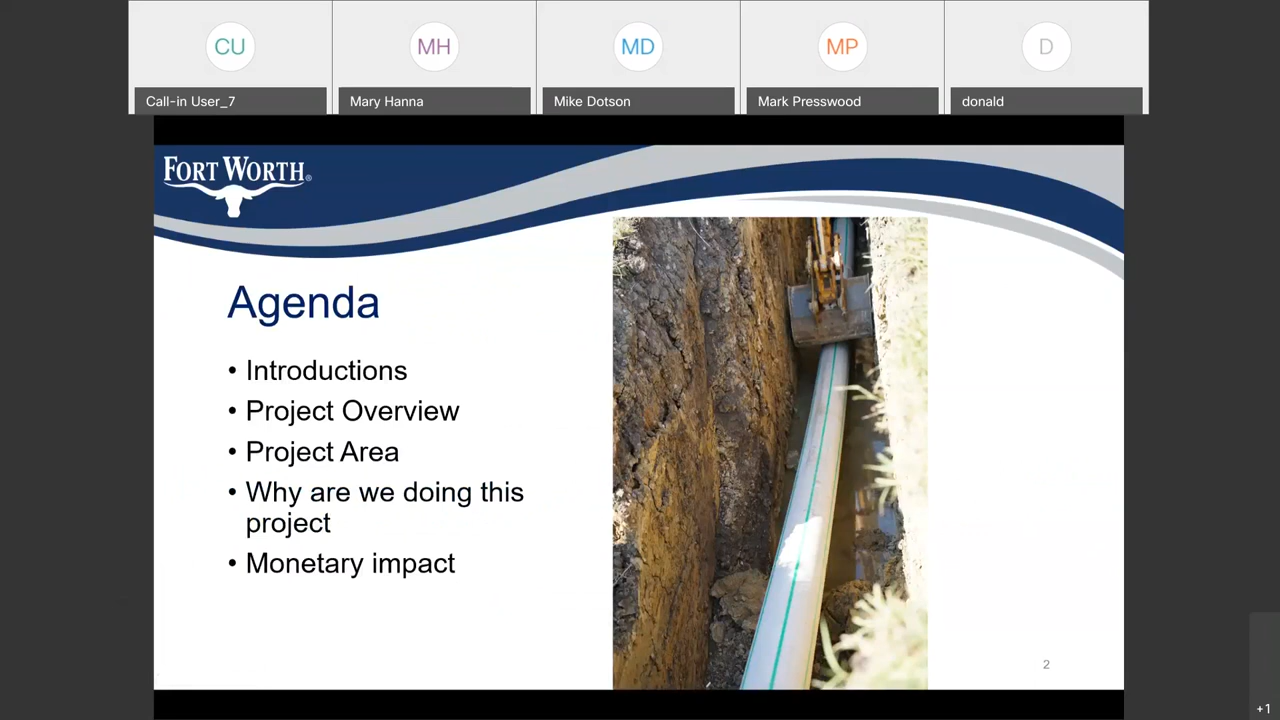 CU
MH
MD
MP
D
Call-in User_7
Mary Hanna
Mike Dotson
Mark Presswood
donald
FORT WORTH®
Agenda
• Introductions
• Project Overview
• Project Area
• Why are we doing this
project
• Monetary impact
2
+1